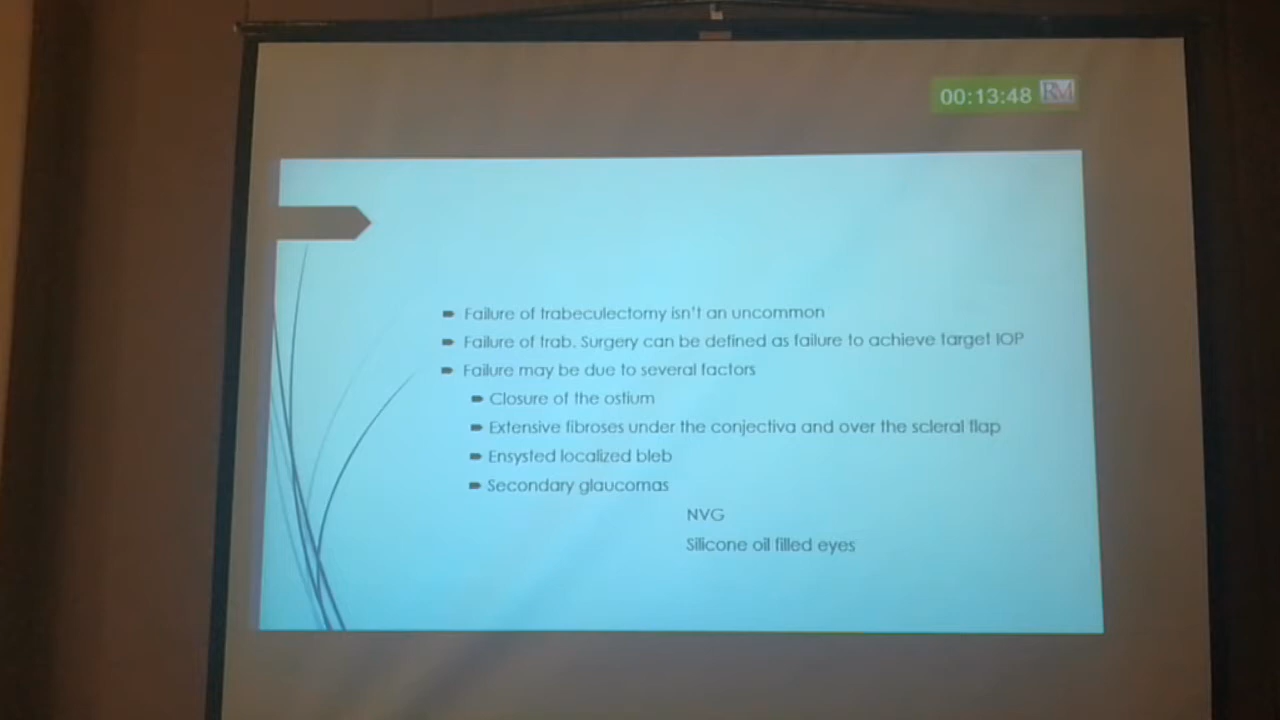 00:13:48 RM
Failure of trabeculectomy isn't an uncommon
Failure of trab. Surgery can be defined as failure to achieve target IOP
Failure may be due to several factors
Closure of the ostium
Extensive fibroses under the conjectiva and over the scleral flap
Ensysted localized bleb
Secondary glaucomas
NVG
Silicone oil filled eyes